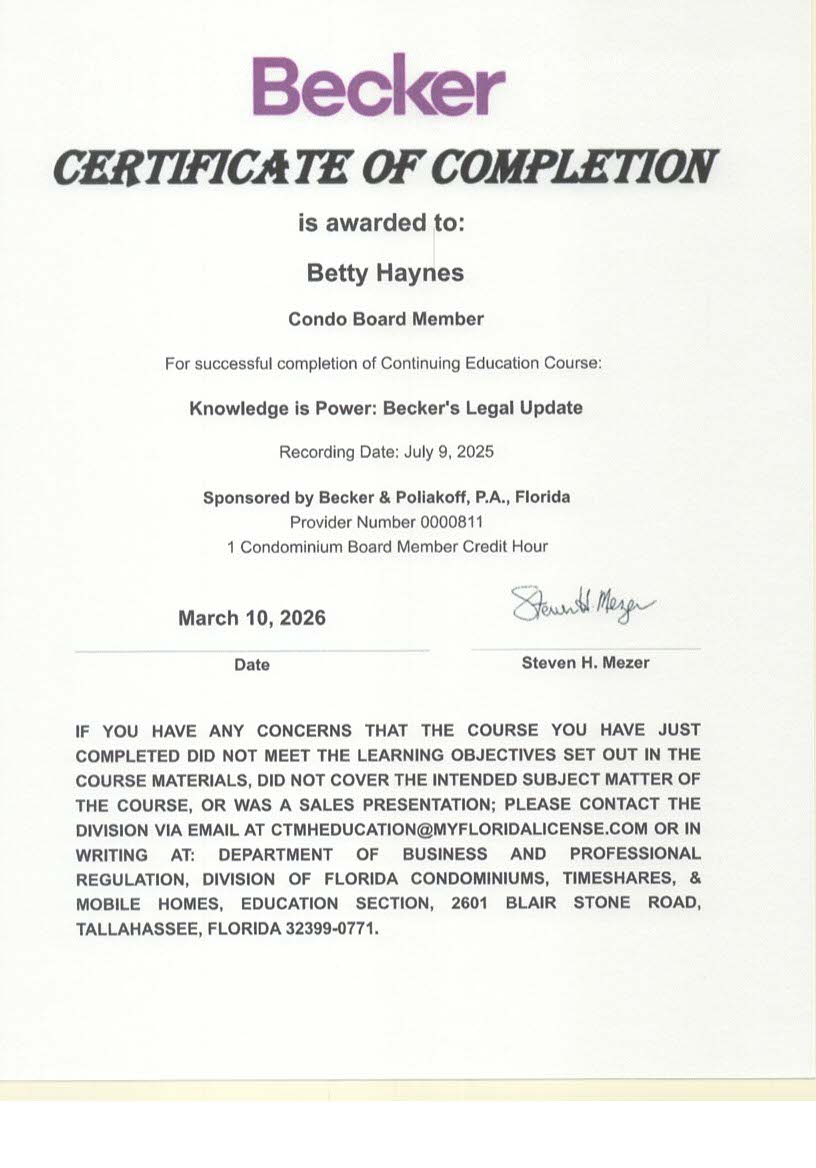 Becker
CERTIFICATE OF COMPLETION
is awarded to:
Betty Haynes
Condo Board Member
For successful completion of Continuing Education Course:
Knowledge is Power: Becker's Legal Update
Recording Date: July 9, 2025
Sponsored by Becker & Poliakoff, P.A., Florida
Provider Number 0000811
1 Condominium Board Member Credit Hour
Steven H. Mezer
March 10, 2026
Date
Steven H. Mezer
IF YOU HAVE ANY CONCERNS THAT THE COURSE YOU HAVE JUST
COMPLETED DID NOT MEET THE LEARNING OBJECTIVES SET OUT IN THE
COURSE MATERIALS, DID NOT COVER THE INTENDED SUBJECT MATTER OF
THE COURSE, OR WAS A SALES PRESENTATION; PLEASE CONTACT THE
DIVISION VIA EMAIL AT CTMHEDUCATION@MYFLORIDALICENSE.COM OR IN
WRITING AT: DEPARTMENT OF BUSINESS AND PROFESSIONAL
REGULATION, DIVISION OF FLORIDA CONDOMINIUMS, TIMESHARES, &
MOBILE HOMES, EDUCATION SECTION, 2601 BLAIR STONE ROAD,
TALLAHASSEE, FLORIDA 32399-0771.